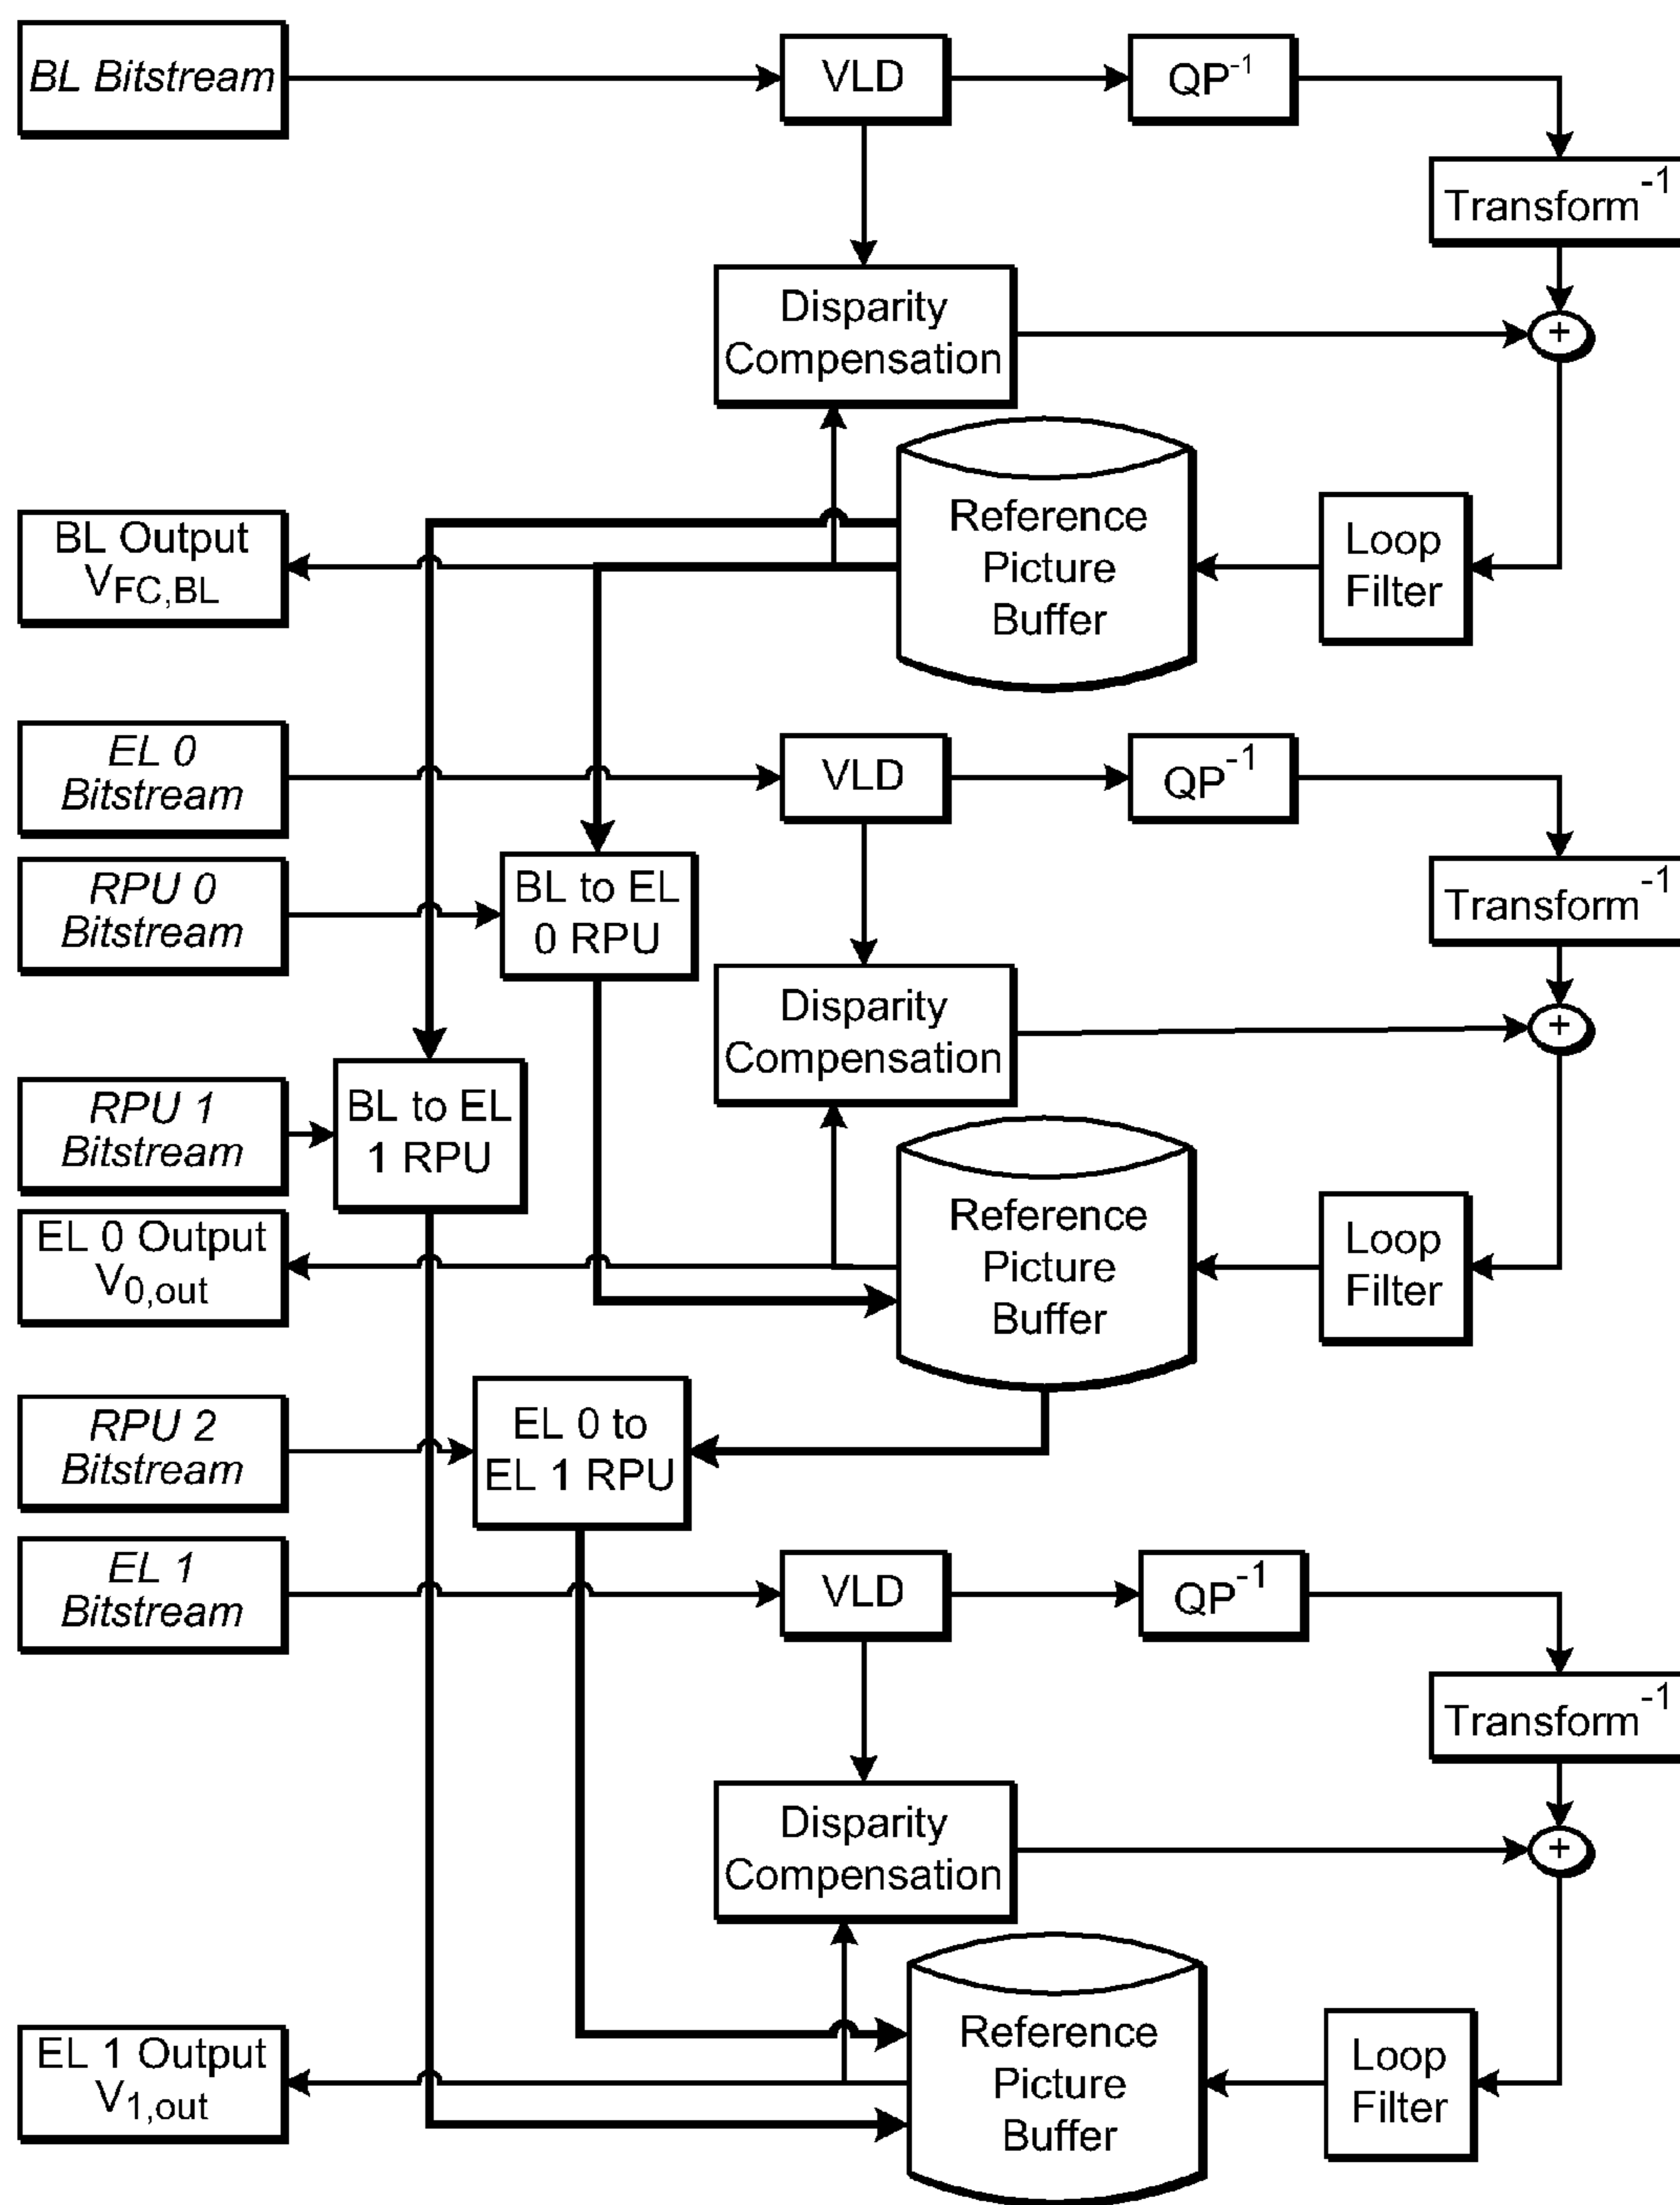 BL Bitstream
VLD
QP-1
Transform-1
Disparity
Compensation
+
BL Output
VFC,BL
Reference
Picture
Buffer
Loop
Filter
EL 0
Bitstream
VLD
QP-1
RPU 0
Bitstream
BL to EL
0 RPU
Transform-1
Disparity
Compensation
+
RPU 1
Bitstream
BL to EL
1 RPU
EL 0 Output
V0,out
Reference
Picture
Buffer
Loop
Filter
RPU 2
Bitstream
EL 0 to
EL 1 RPU
EL 1
Bitstream
VLD
QP-1
Transform-1
Disparity
Compensation
+
EL 1 Output
V1,out
Reference
Picture
Buffer
Loop
Filter